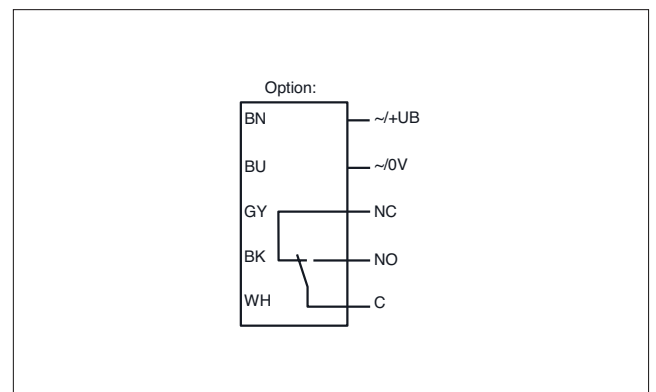 Option:
BN ~/+UB
BU ~/0V
GY NC
BK NO
WH C